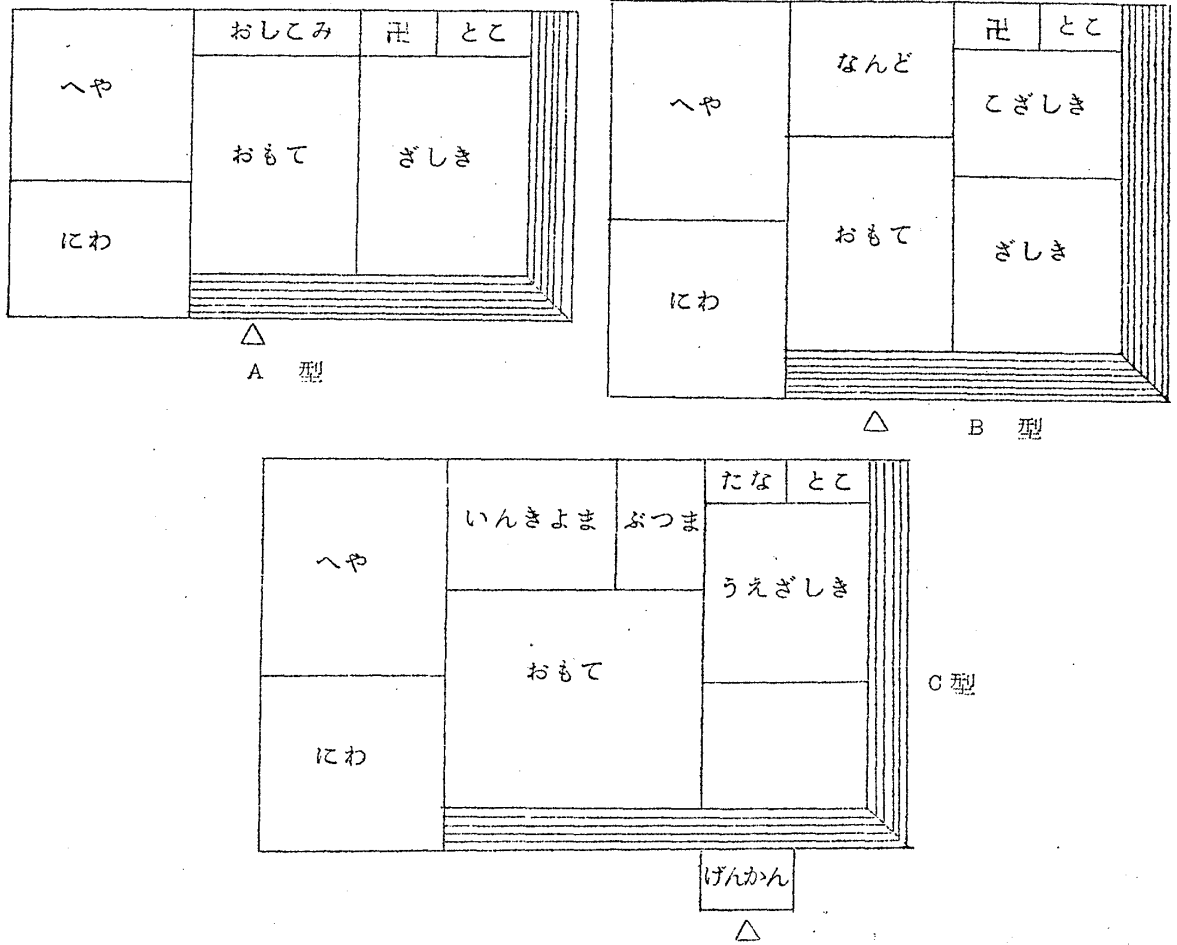 おしこみ 卍 とこ
へや
おもて ざしき
にわ
△
A 型
卍 とこ
なんど
へや こざしき
おもて ざしき
にわ
△
B 型
たな とこ
いんきよま ぶつま
へや うえざしき
おもて
C型
にわ
げんかん
△